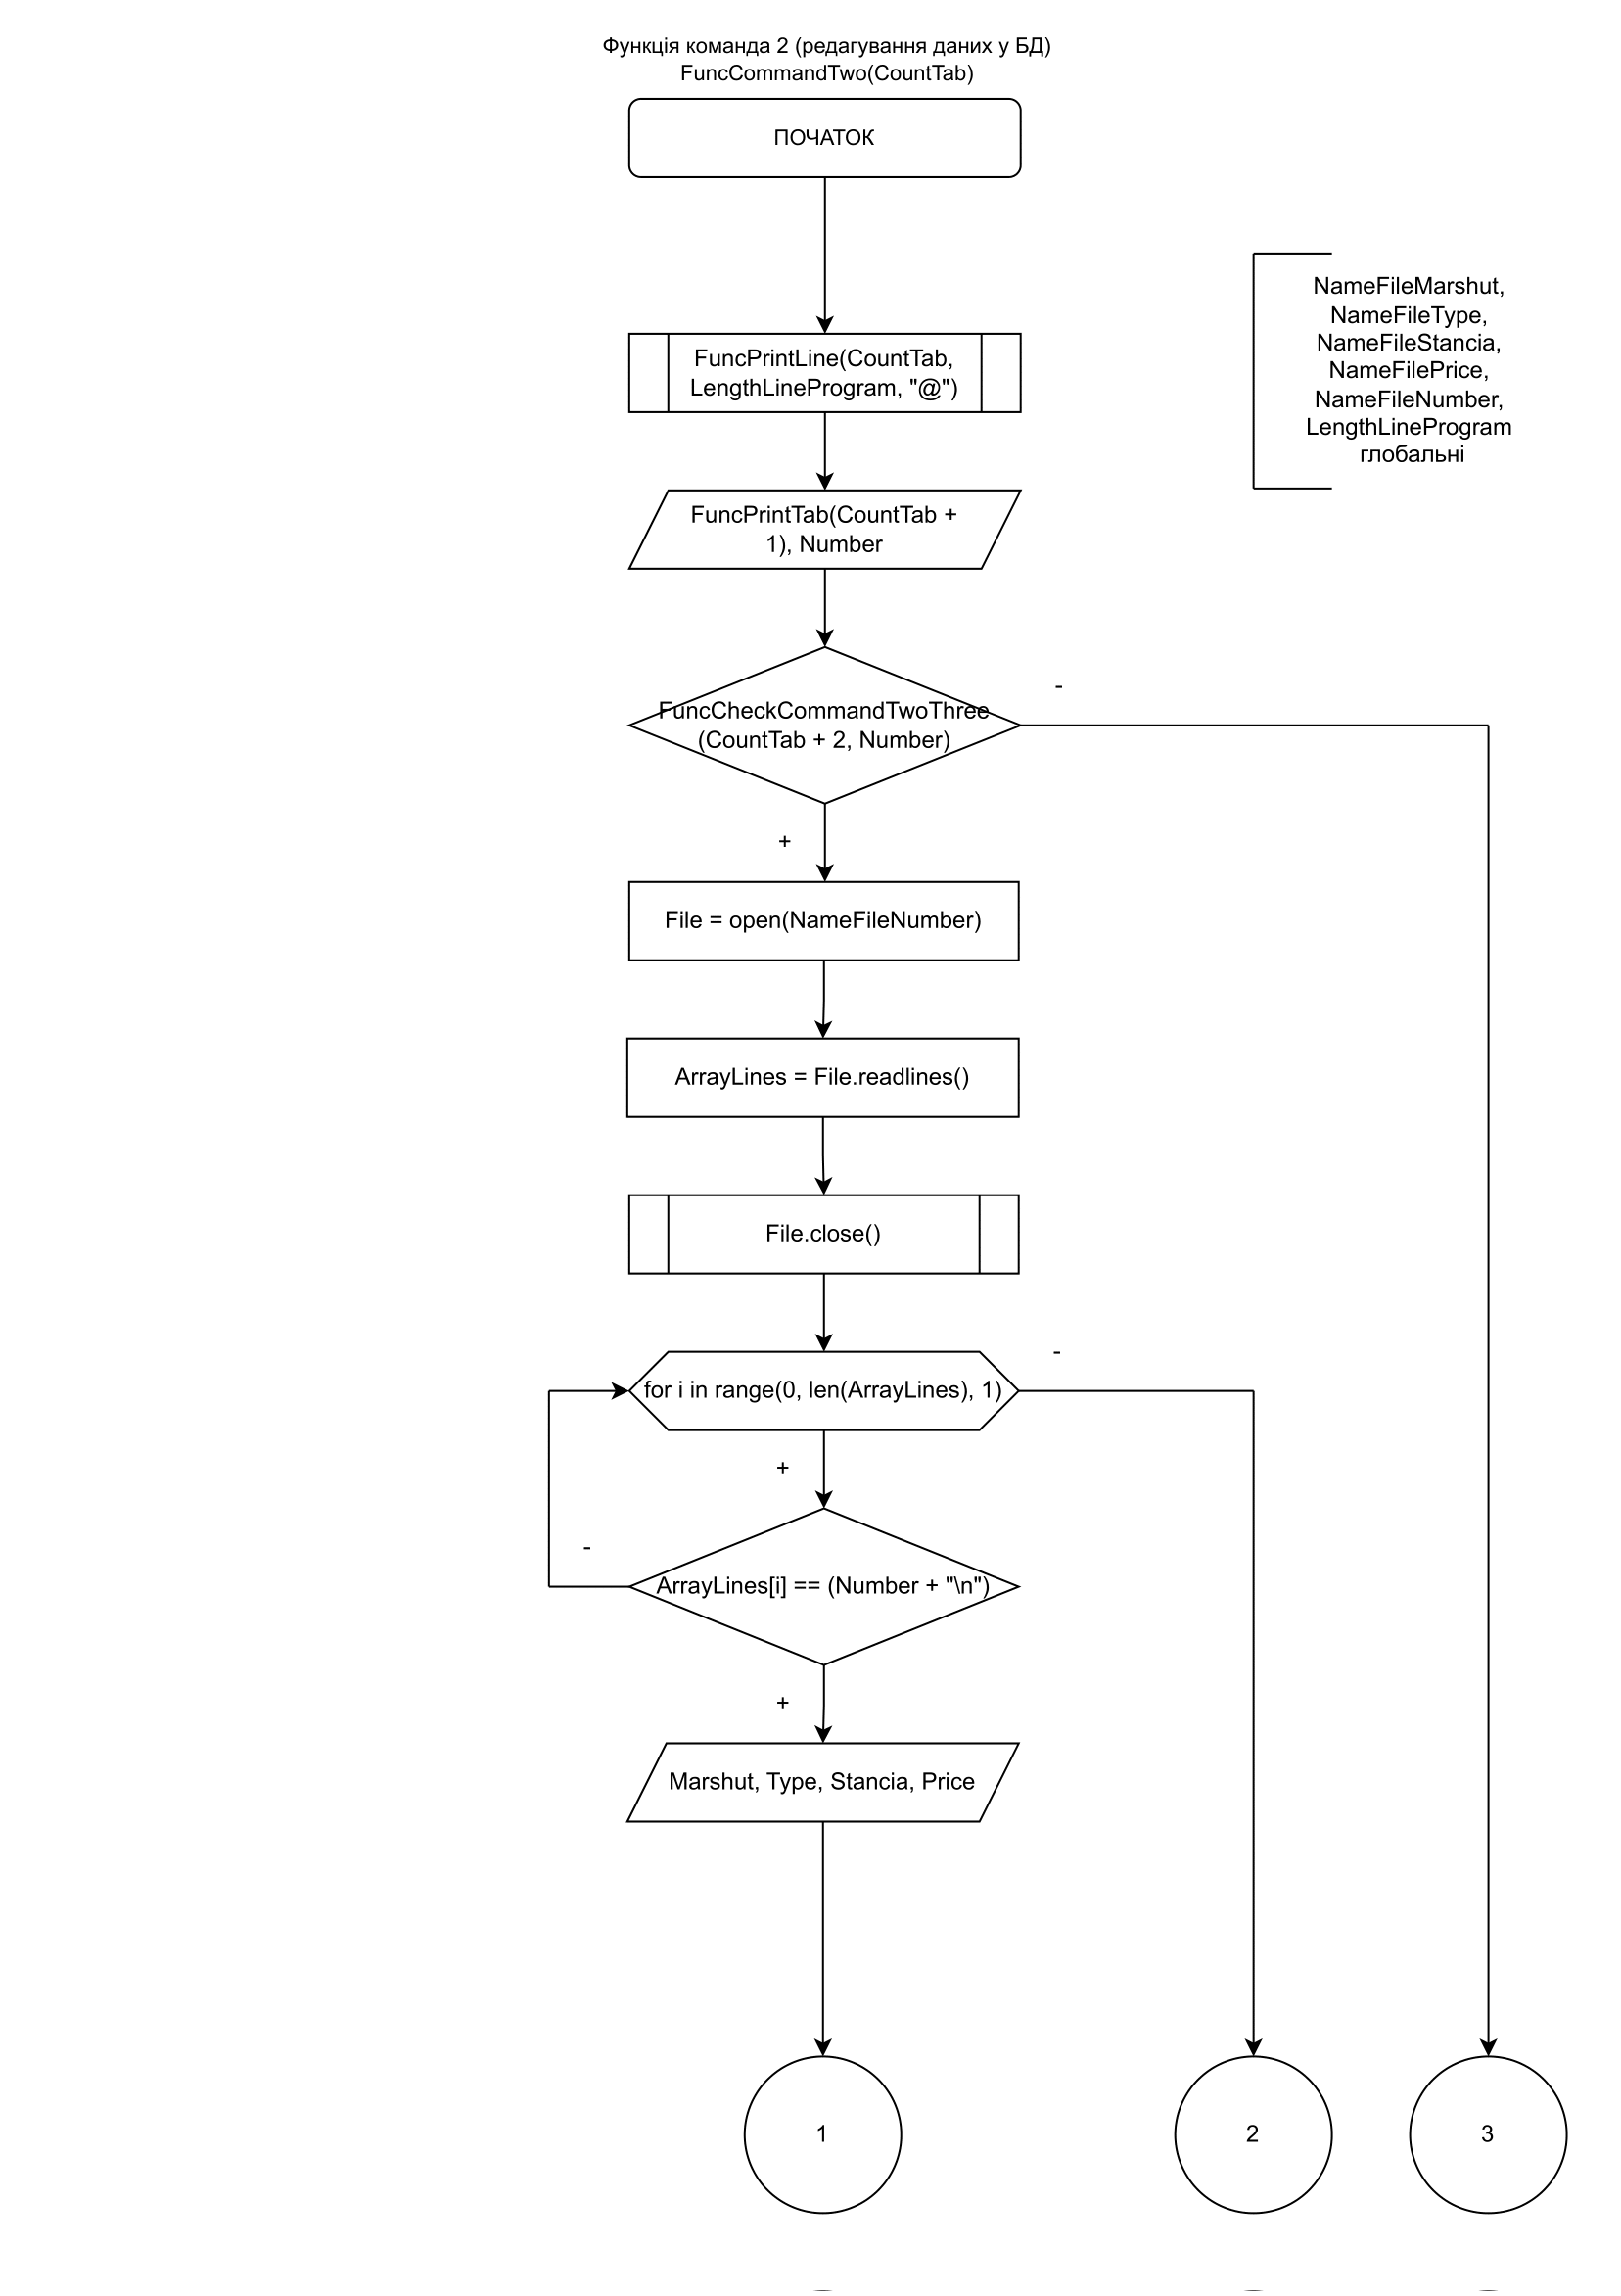 Функція команда 2 (редагування даних у БД)
FuncCommandTwo(CountTab)
ПОЧАТОК
NameFileMarshut,
NameFileType,
NameFileStancia,
NameFilePrice,
NameFileNumber,
LengthLineProgram
глобальні
FuncPrintLine(CountTab,
LengthLineProgram, "@")
FuncPrintTab(CountTab +
1), Number
-
FuncCheckCommandTwoThree
(CountTab + 2, Number)
+
File = open(NameFileNumber)
ArrayLines = File.readlines()
File.close()
-
for i in range(0, len(ArrayLines), 1)
+
-
ArrayLines[i] == (Number + "\n")
+
Marshut, Type, Stancia, Price
1
2
3